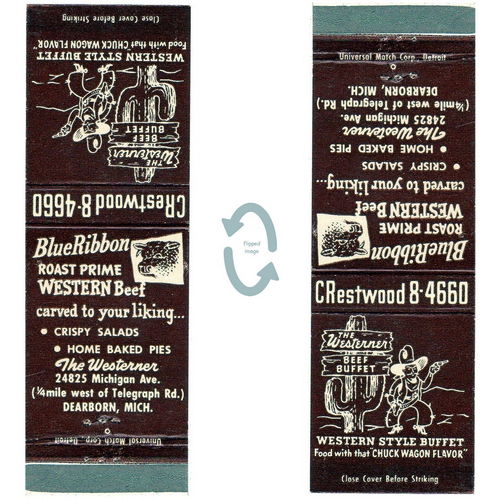 Close Cover Before Striking
Food with that "CHUCK WAGON FLAVOR"
WESTERN STYLE BUFFET
The Westerner
BEEF
BUFFET
CRestwood 8-4660
BlueRibbon
ROAST PRIME
WESTERN Beef
carved to your liking...
• CRISPY SALADS
• HOME BAKED PIES
The Westerner
24825 Michigan Ave.
(¼mile west of Telegraph Rd.)
DEARBORN, MICH.
Universal Match Corp. Detroit
Flipped
image
Universal Match Corp. Detroit
DEARBORN, MICH.
(¼mile west of Telegraph Rd.)
24825 Michigan Ave.
The Westerner
• HOME BAKED PIES
• CRISPY SALADS
carved to your liking...
WESTERN Beef
ROAST PRIME
BlueRibbon
CRestwood 8-4660
The Westerner
BEEF
BUFFET
WESTERN STYLE BUFFET
Food with that "CHUCK WAGON FLAVOR"
Close Cover Before Striking